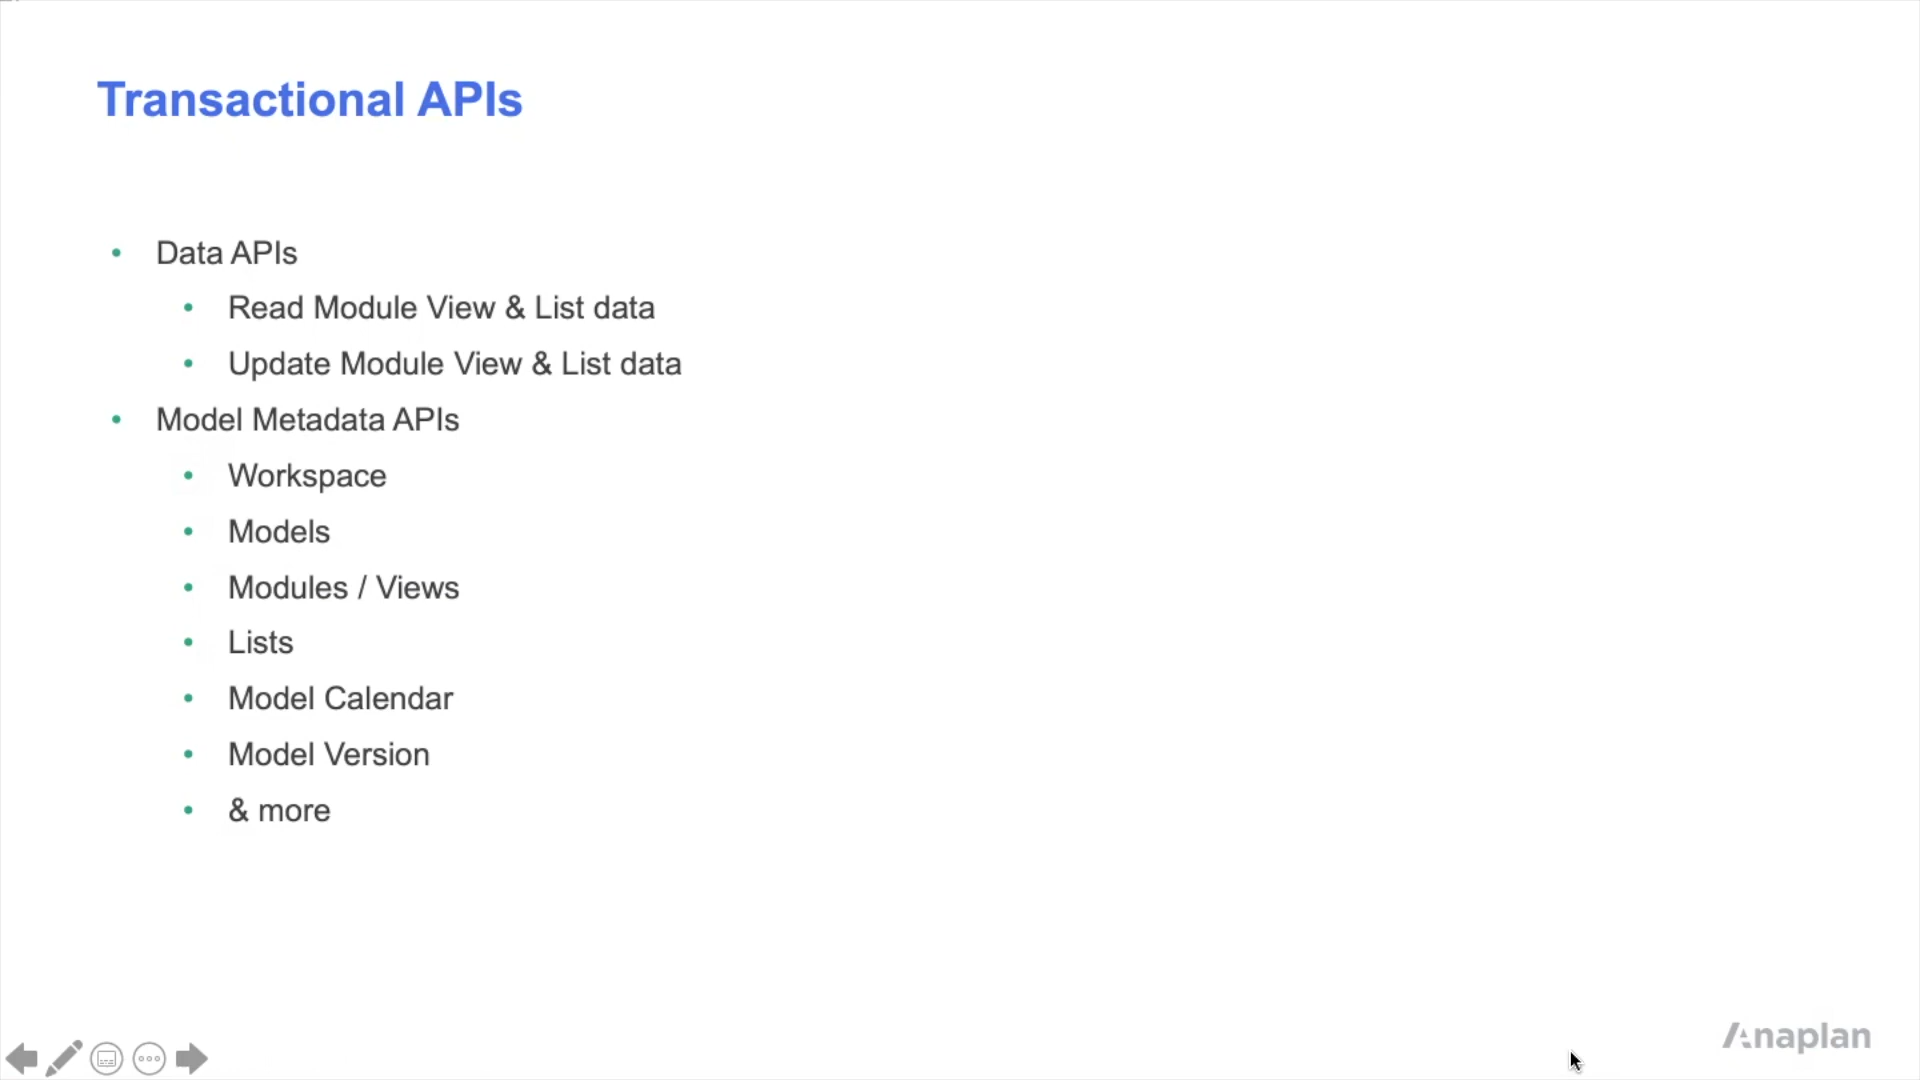 Transactional APIs
• Data APIs
• Read Module View & List data
• Update Module View & List data
• Model Metadata APIs
• Workspace
• Models
• Modules / Views
• Lists
• Model Calendar
• Model Version
• & more
Anaplan